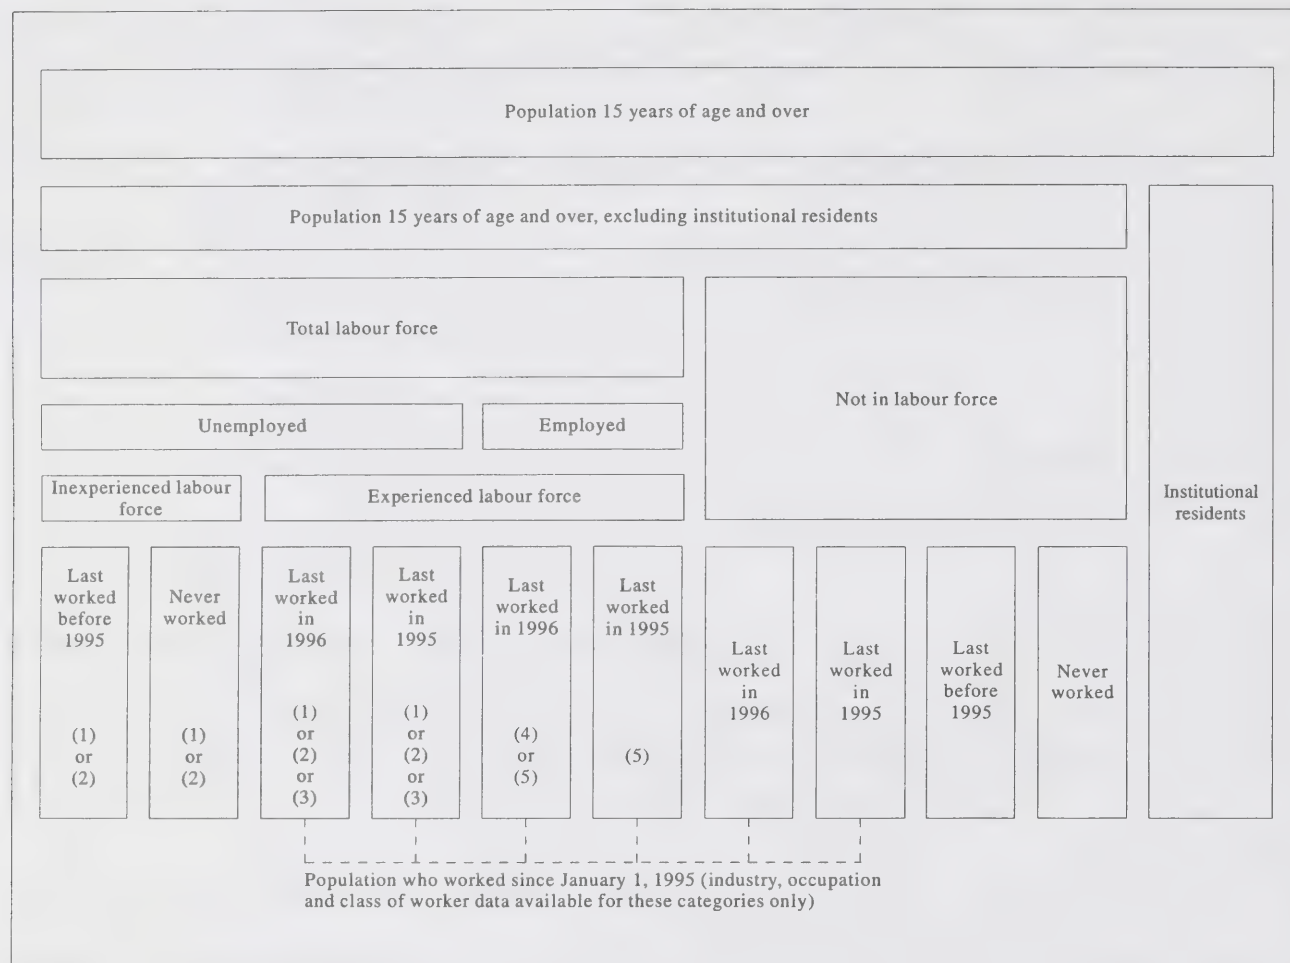 Population 15 years of age and over
Population 15 years of age and over, excluding institutional residents
Total labour force
Not in labour force
Unemployed
Employed
Inexperienced labour
force
Experienced labour force
Institutional
residents
Last
worked
before
1995
(1)
or
(2)
Never
worked
(1)
or
(2)
Last
worked
in
1996
(1)
or
(2)
or
(3)
Last
worked
in
1995
(1)
or
(2)
or
(3)
Last
worked
in 1996
(4)
or
(5)
Last
worked
in 1995
(5)
Last
worked
in
1996
Last
worked
in
1995
Last
worked
before
1995
Never
worked
Population who worked since January 1, 1995 (industry, occupation
and class of worker data available for these categories only)